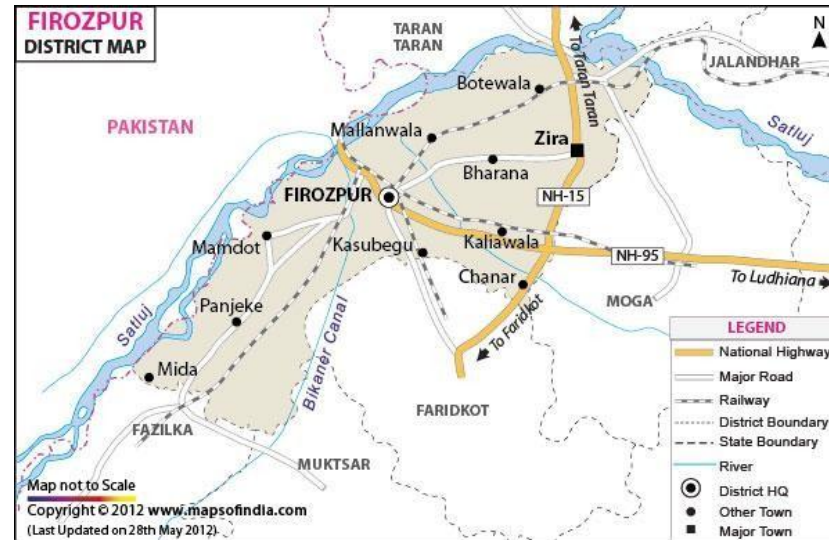 FIROZPUR
DISTRICT MAP
N
TARAN
TARAN
To Taran Taran
JALANDHAR
Botewala
PAKISTAN
Satluj
Mallanwala
Zira
Bharana
FIROZPUR
NH-15
Mamdot
Kasubegu
Kaliawala
NH-95
To Ludhiana
Chanar
MOGA
Panjeke
Satluj
To Faridkot
Bikaner Canal
Mida
FARIDKOT
FAZILKA
MUKTSAR
LEGEND
National Highway
Major Road
Railway
District Boundary
State Boundary
River
District HQ
Other Town
Major Town
Map not to Scale
Copyright © 2012 www.mapsofindia.com
(Last Updated on 28th May 2012)